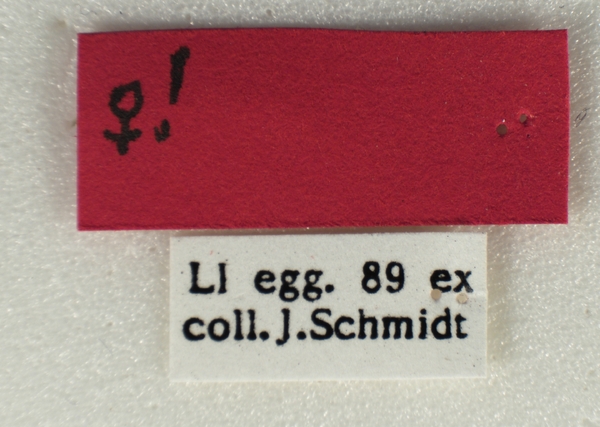 ♀!
Ll egg. 89 ex
coll. J. Schmidt